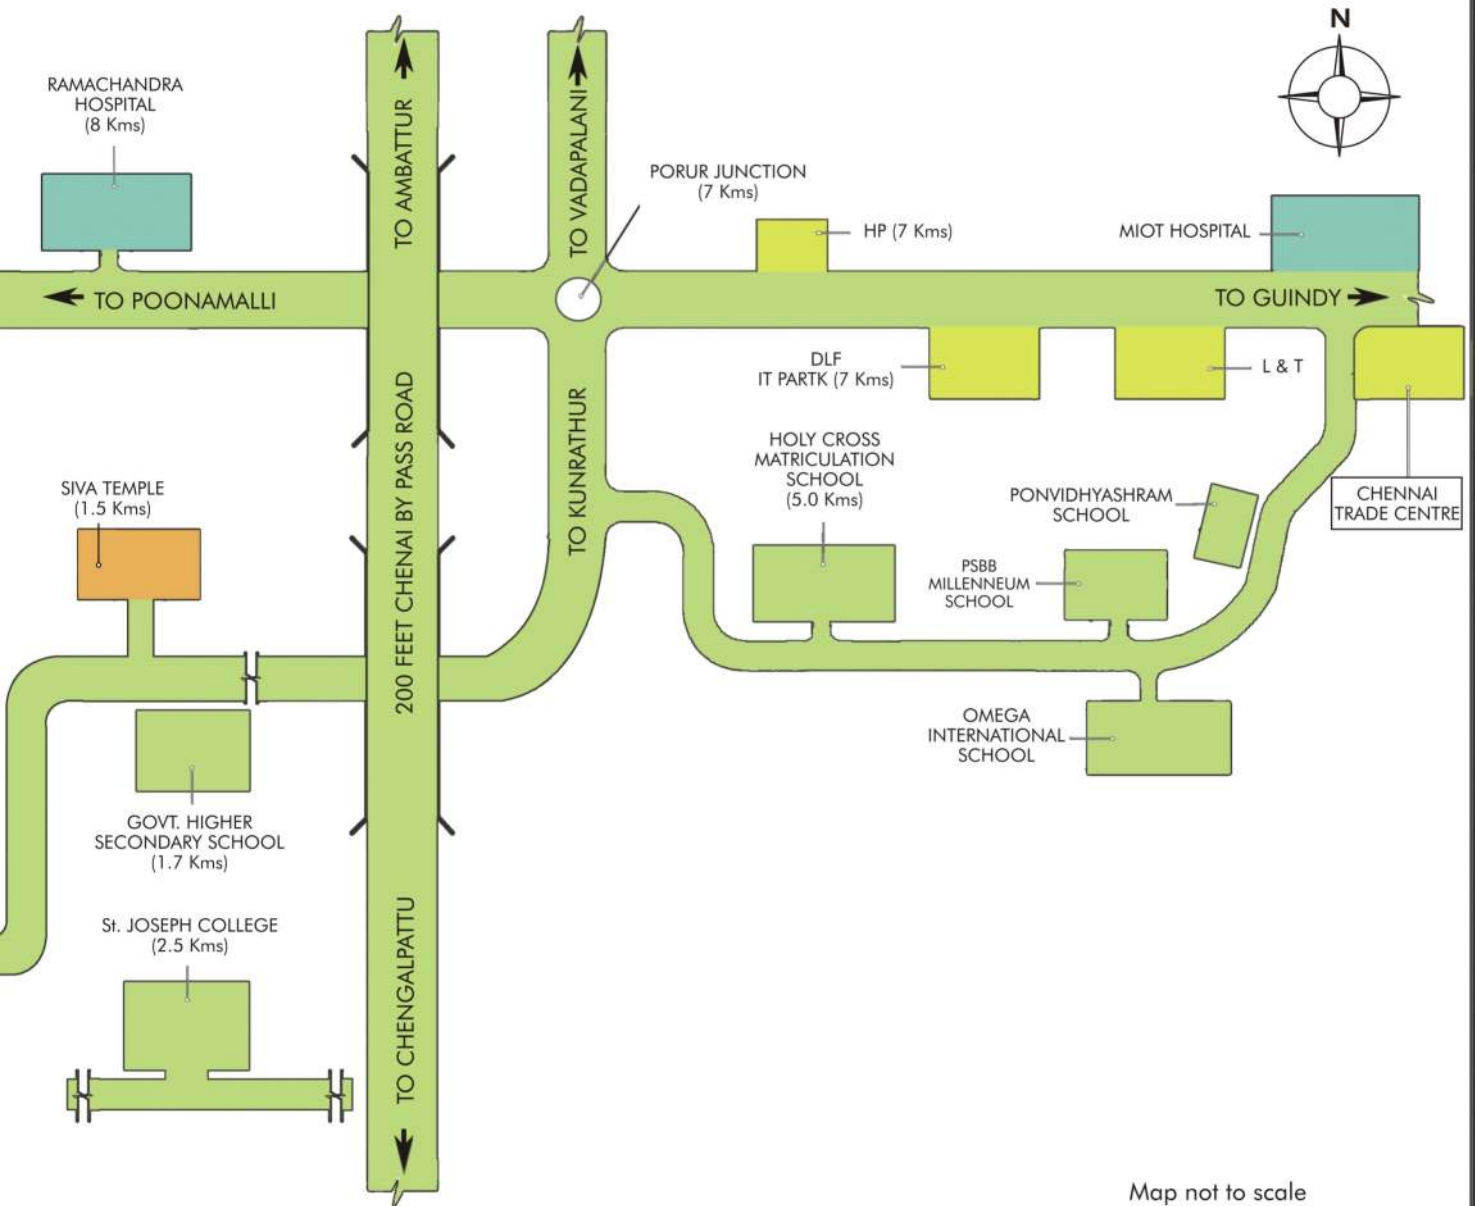 N
RAMACHANDRA
HOSPITAL
(8 Kms)
TO AMBATTUR
TO VADAPALANI
PORUR JUNCTION
(7 Kms)
HP (7 Kms)
MIOT HOSPITAL
TO POONAMALLI
TO GUINDY
DLF
IT PARTK (7 Kms)
L & T
200 FEET CHENAI BY PASS ROAD
TO KUNRATHUR
HOLY CROSS
MATRICULATION
SCHOOL
(5.0 Kms)
SIVA TEMPLE
(1.5 Kms)
PONVIDHYASHRAM
SCHOOL
CHENNAI
TRADE CENTRE
PSBB
MILLENNEUM
SCHOOL
OMEGA
INTERNATIONAL
SCHOOL
GOVT. HIGHER
SECONDARY SCHOOL
(1.7 Kms)
St. JOSEPH COLLEGE
(2.5 Kms)
TO CHENGALPATTU
Map not to scale